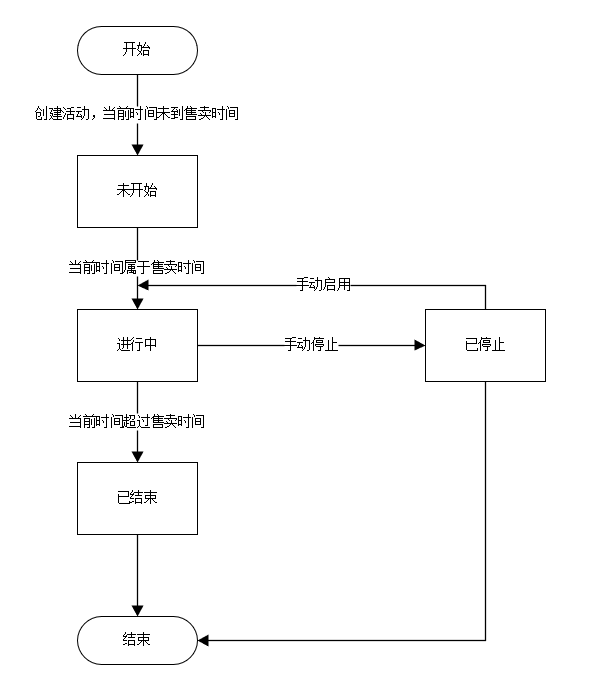 开始
创建活动，当前时间未到售卖时间
未开始
当前时间属于售卖时间
手动启用
进行中
手动停止
已停止
当前时间超过售卖时间
已结束
结束